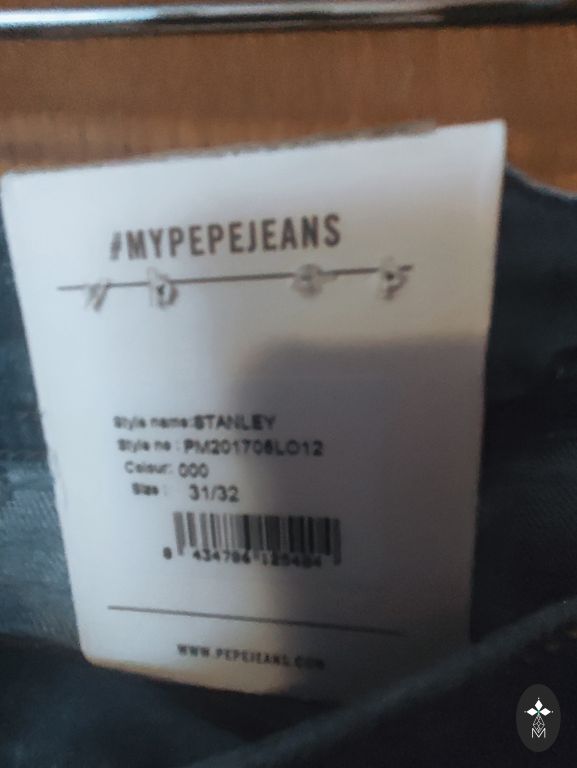 #MYPEPEJEANS
Style name:STANLEY
Style no : PM201706LO12
Colour: 000
Size : 31/32
WWW.PEPEJEANS.COM